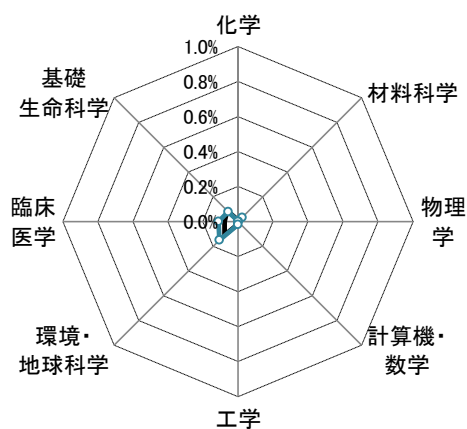 化学
1.0%
0.8%
0.6%
0.4%
0.2%
0.0%
材料科学
物理
学
計算機・
数学
工学
環境・
地球科学
臨床
医学
基礎
生命科学